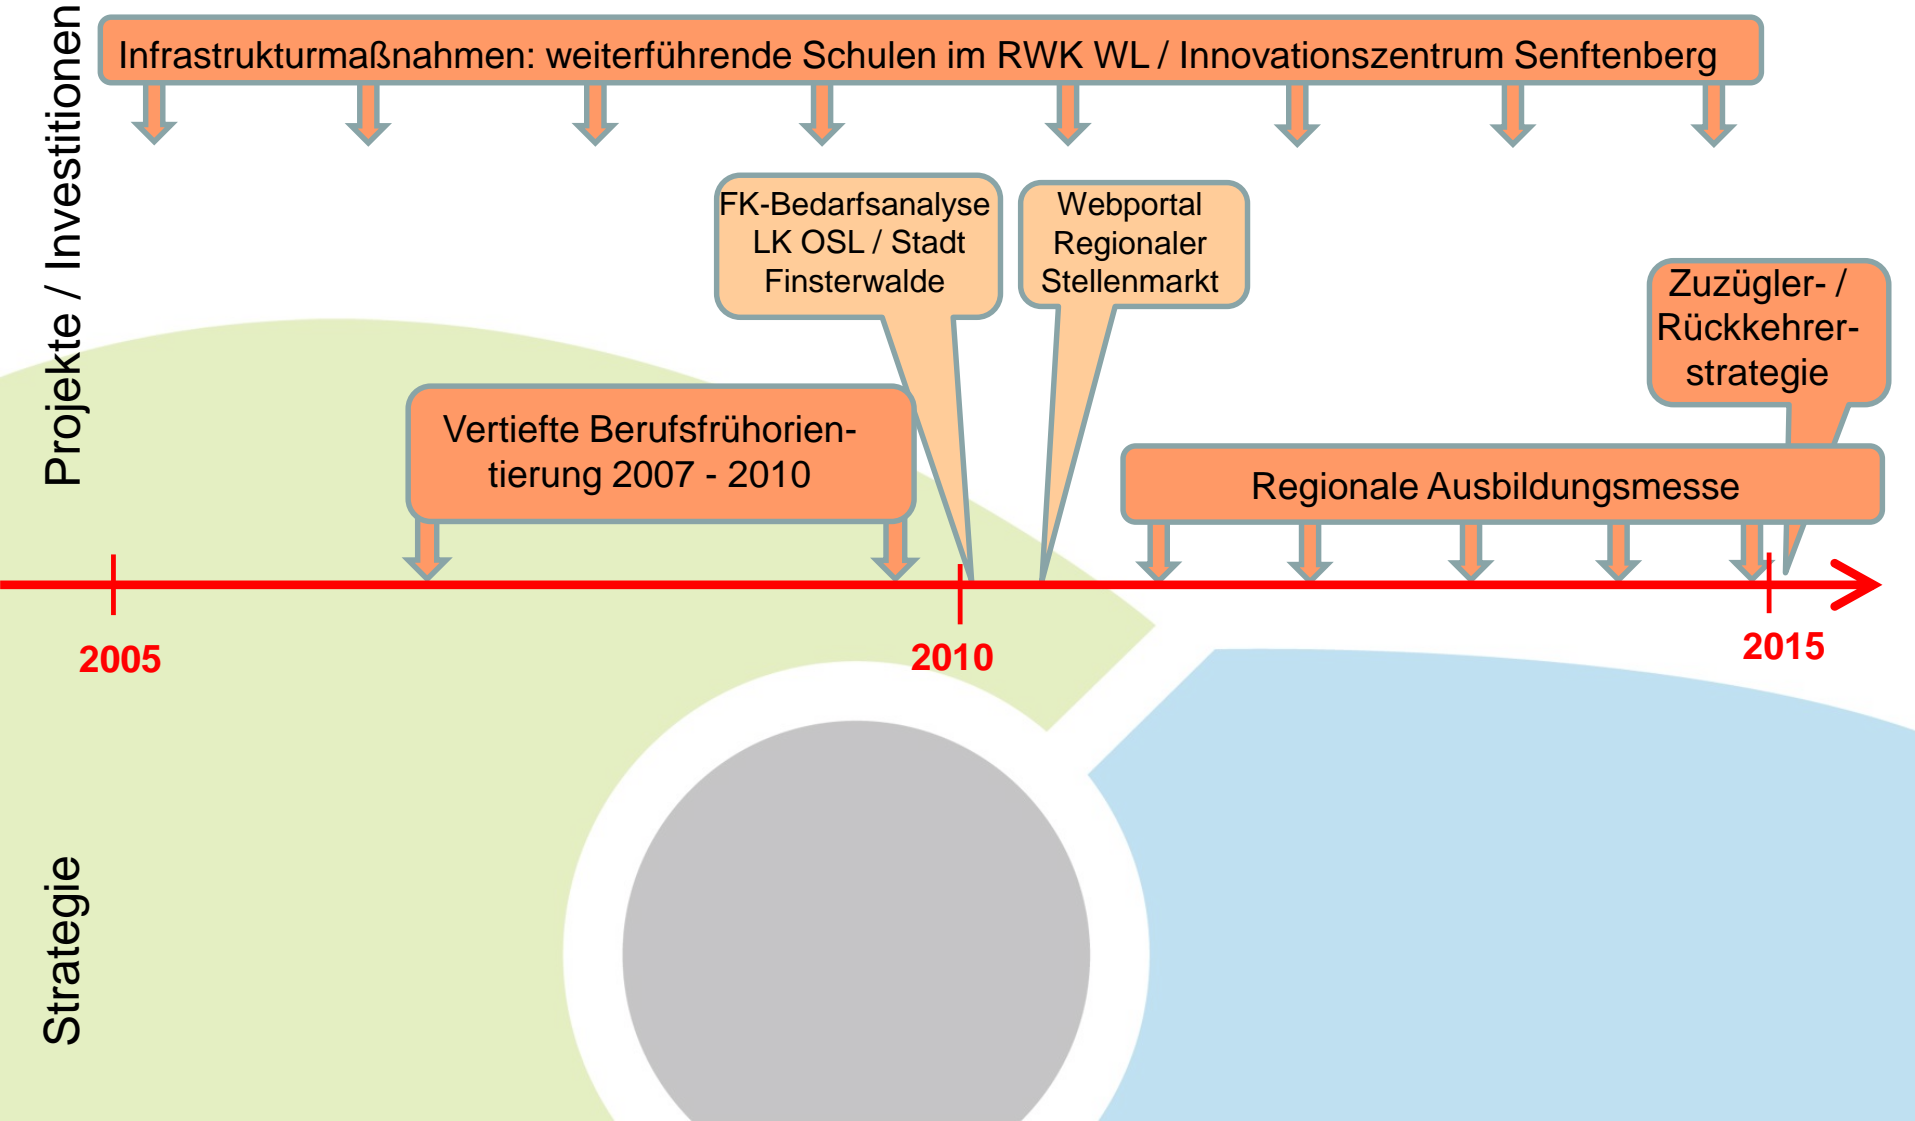 Projekte / Investitionen
Infrastrukturmaßnahmen: weiterführende Schulen im RWK WL / Innovationszentrum Senftenberg
FK-Bedarfsanalyse
LK OSL / Stadt
Finsterwalde
Webportal
Regionaler
Stellenmarkt
Zuzügler- /
Rückkehrer-
strategie
Vertiefte Berufsfrühorien-
tierung 2007 - 2010
Regionale Ausbildungsmesse
2005
2010
2015
Strategie